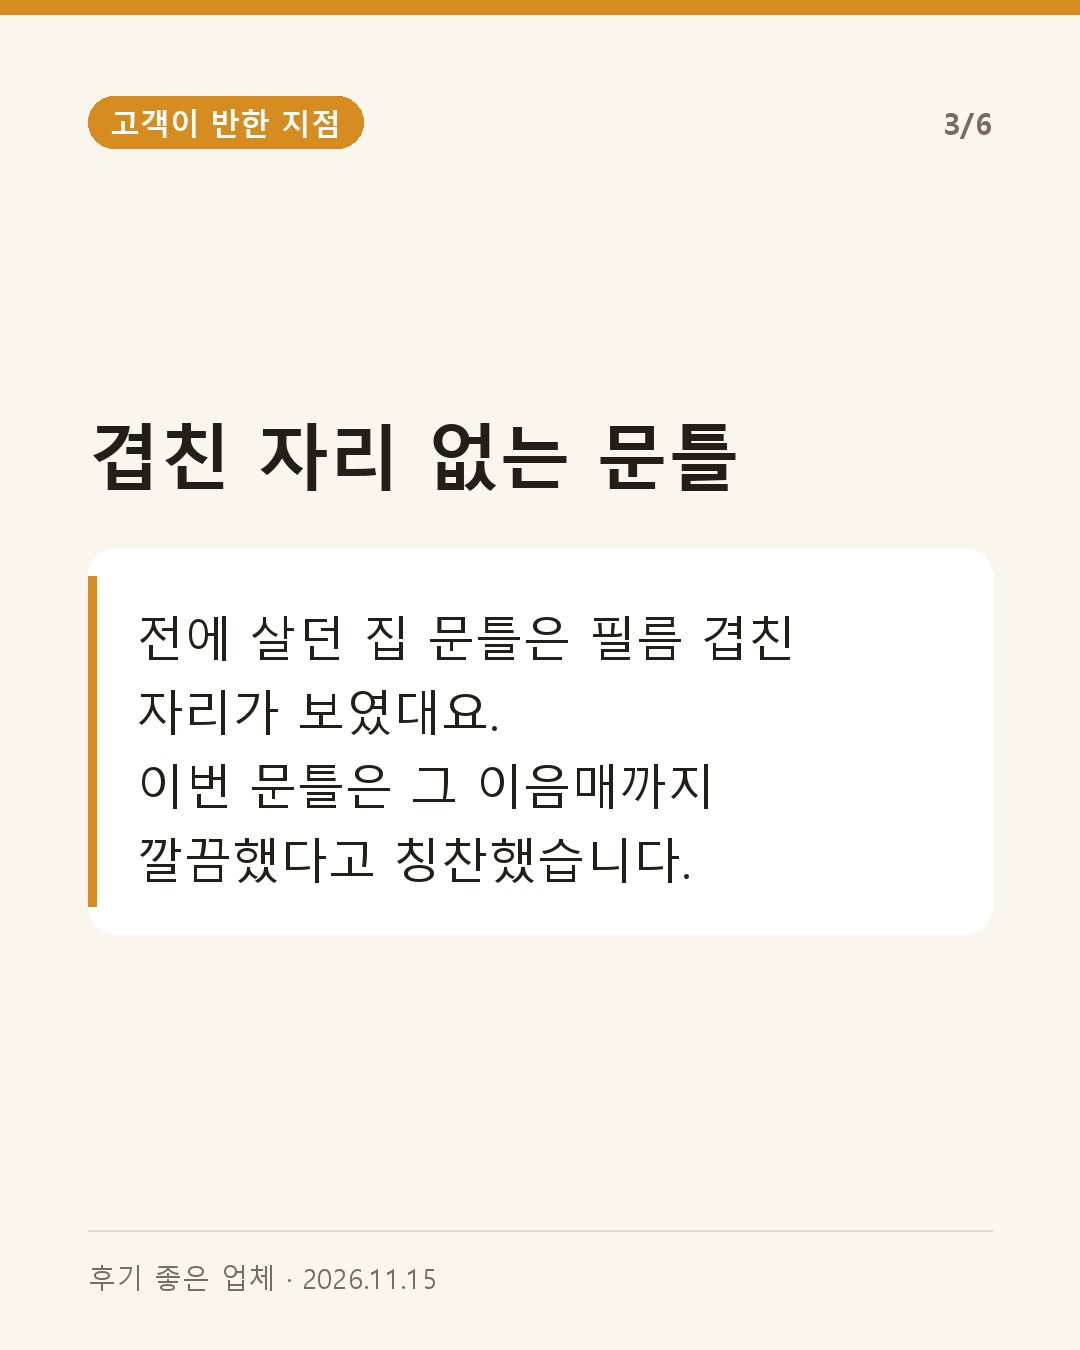 고객이 반한 지점
3/6
겹친 자리 없는 문틀
전에 살던 집 문틀은 필름 겹친
자리가 보였대요.
이번 문틀은 그 이음매까지
깔끔했다고 칭찬했습니다.
후기 좋은 업체 · 2026.11.15